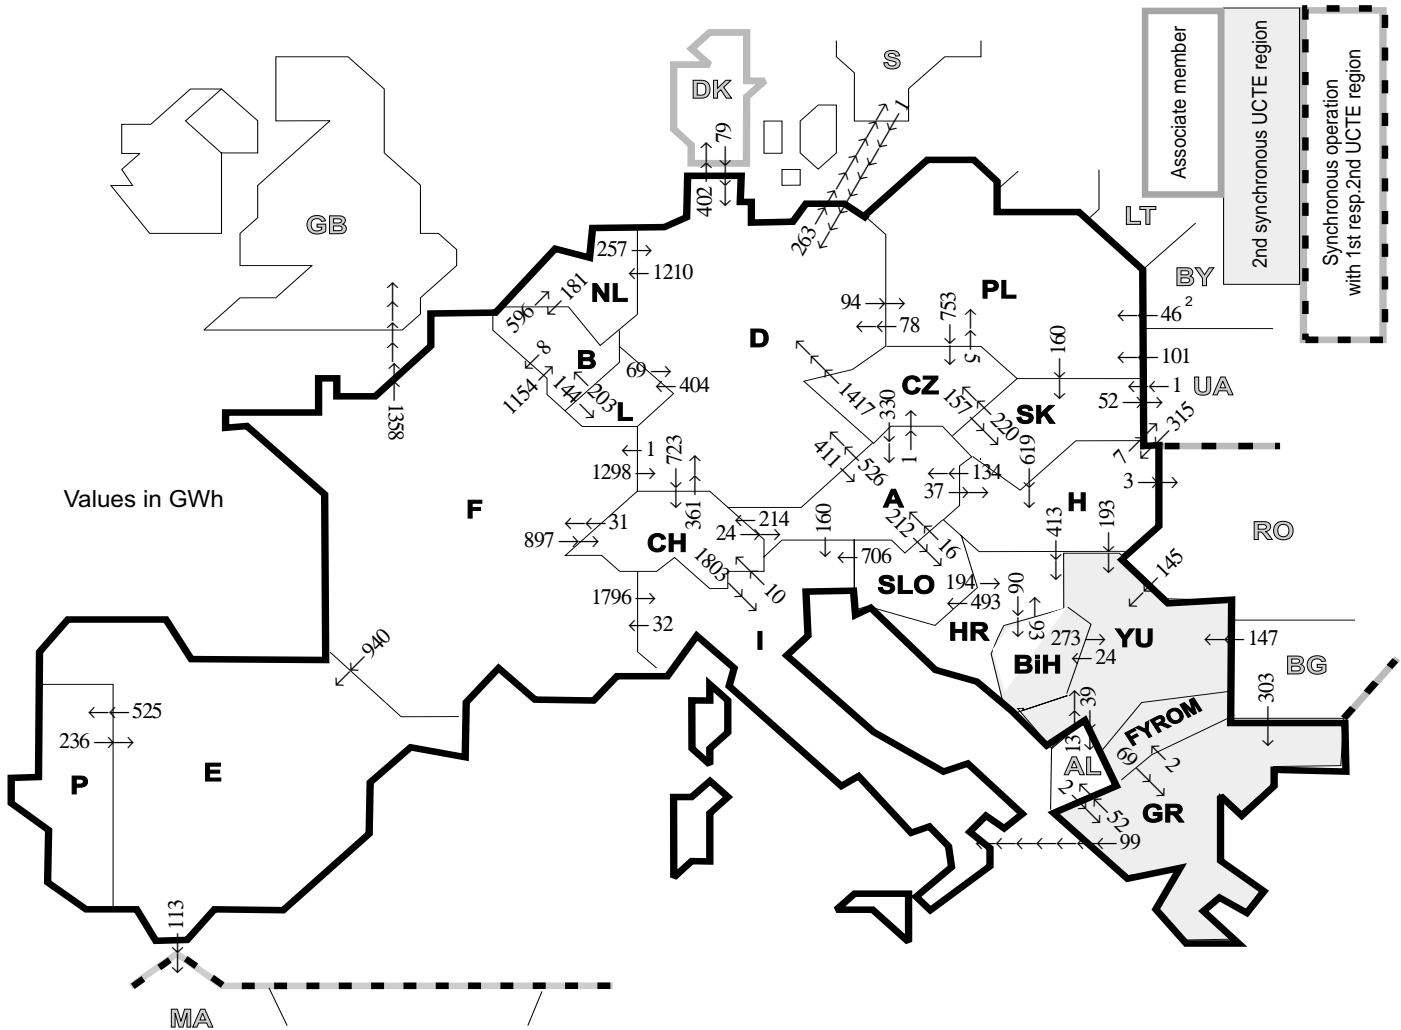 Associate member
2nd synchronous UCTE region
Synchronous operation
with 1st resp.2nd UCTE region
DK
S
1
79
402
263
GB
LT
BY
257
1210
181
NL
596
PL
94
78
753
5
46 2
160
101
D
8
B
69
404
1154
144
203
L
1417
CZ
330
157
220
SK
1
52
UA
315
7
1358
1
723
1298
361
411
526
1
134
37
619
A
H
3
Values in GWh
F
31
897
CH
214
24
160
212
16
413
193
RO
1803
10
706
SLO
194
493
90
93
145
1796
32
I
HR
273
24
YU
BiH
147
BG
303
940
39
13
FYROM
AL
69
2
2
52
GR
99
525
236
P
E
113
MA